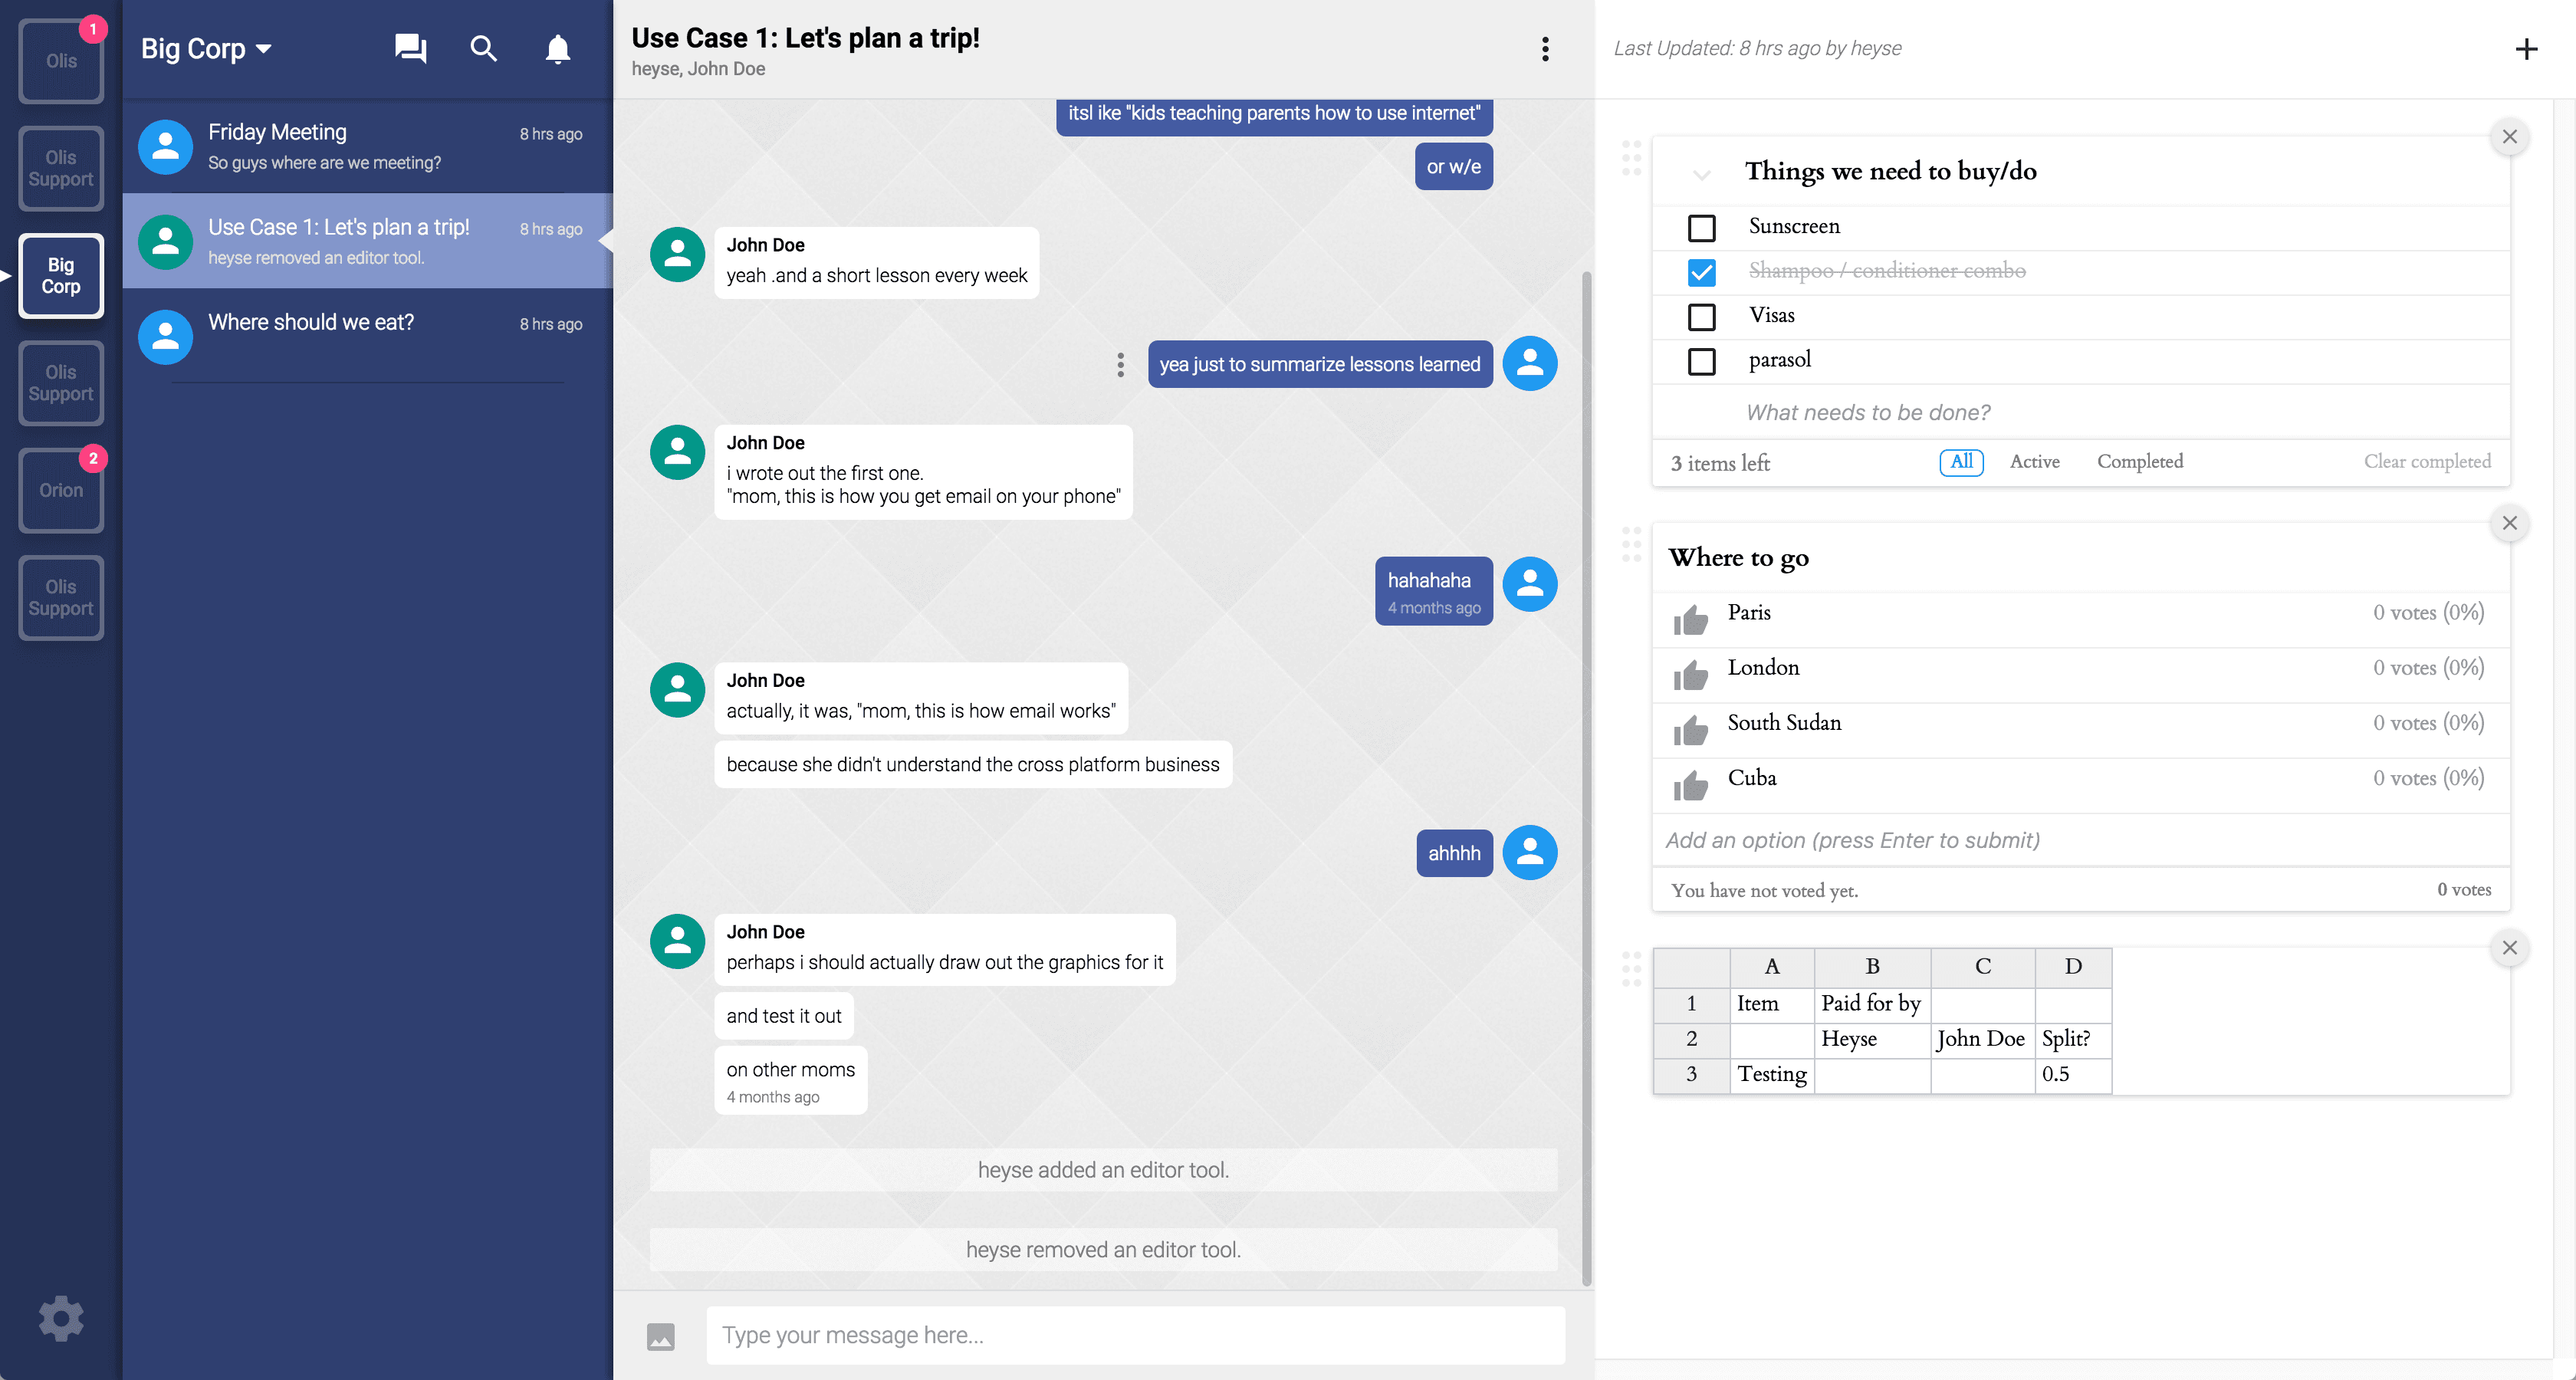 1
Olis
Olis
Support
Big
Corp
Olis
Support
2
Orion
Olis
Support
Big Corp
Friday Meeting
8 hrs ago
So guys where are we meeting?
Use Case 1: Let's plan a trip!
8 hrs ago
heyse removed an editor tool.
Where should we eat?
8 hrs ago
Use Case 1: Let's plan a trip!
heyse, John Doe
itsl like "kids teaching parents how to use internet"
or w/e
John Doe
yeah .and a short lesson every week
yea just to summarize lessons learned
John Doe
i wrote out the first one.
"mom, this is how you get email on your phone"
hahahaha
4 months ago
John Doe
actually, it was, "mom, this is how email works"
because she didn't understand the cross platform business
ahhhh
John Doe
perhaps i should actually draw out the graphics for it
and test it out
on other moms
4 months ago
heyse added an editor tool.
heyse removed an editor tool.
Type your message here...
Last Updated: 8 hrs ago by heyse
Things we need to buy/do
Sunscreen
Shampoo / conditioner combo
Visas
parasol
What needs to be done?
3 items left All Active Completed Clear completed
Where to go
Paris 0 votes (0%)
London 0 votes (0%)
South Sudan 0 votes (0%)
Cuba 0 votes (0%)
Add an option (press Enter to submit)
You have not voted yet. 0 votes
A B C D
1 Item Paid for by
2 Heyse John Doe Split?
3 Testing 0.5